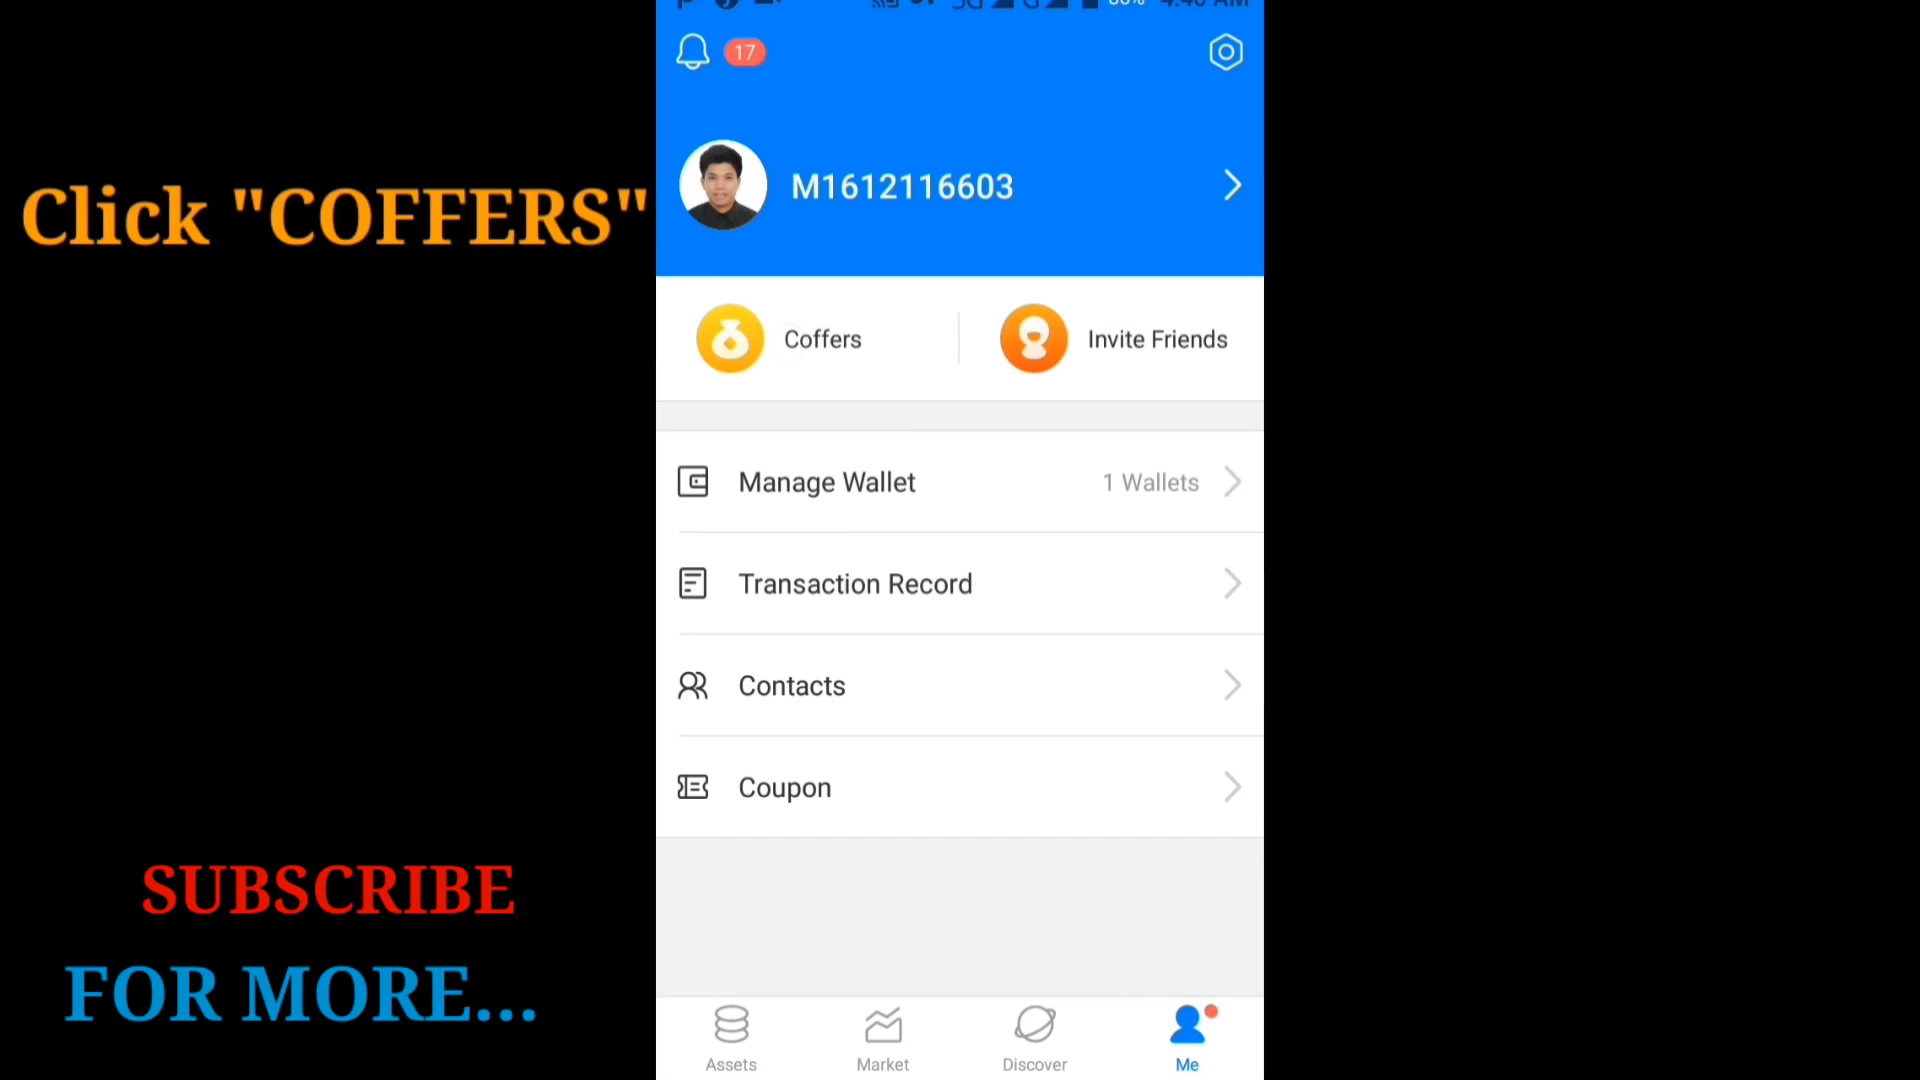 17
Click "COFFERS"
M1612116603
Coffers
Invite Friends
Manage Wallet
1 Wallets
Transaction Record
Contacts
Coupon
SUBSCRIBE
FOR MORE...
Assets
Market
Discover
Me